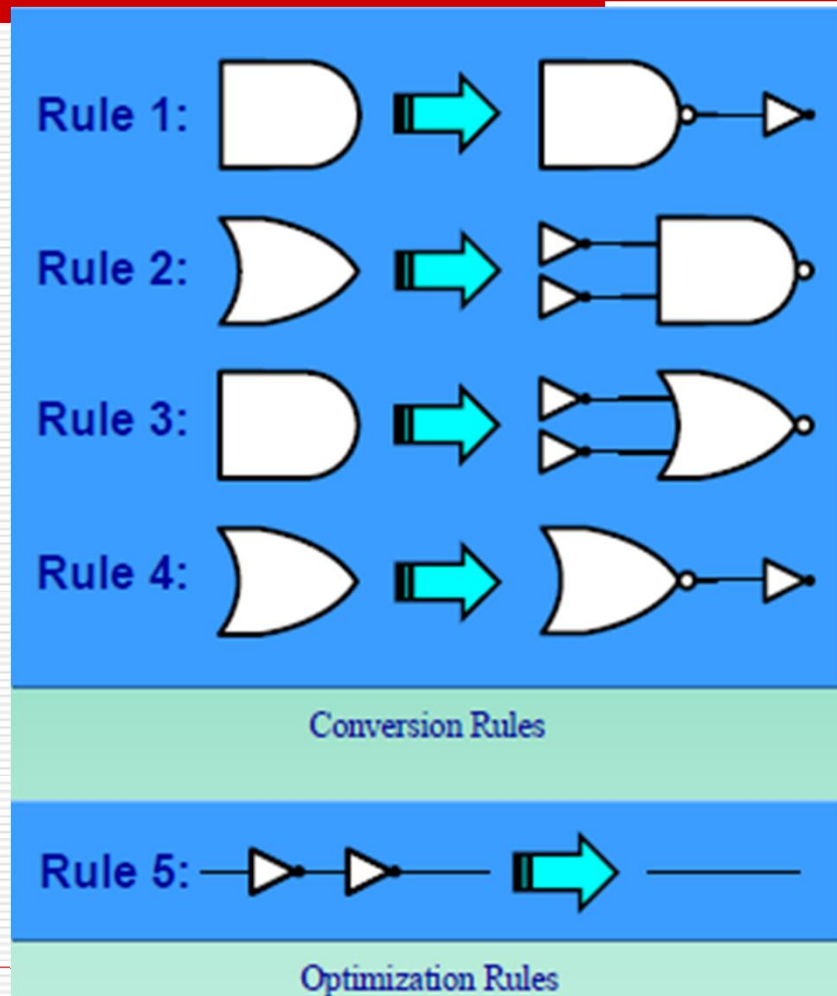 Rule 1:
Rule 2:
Rule 3:
Rule 4:
Conversion Rules
Rule 5:
Optimization Rules